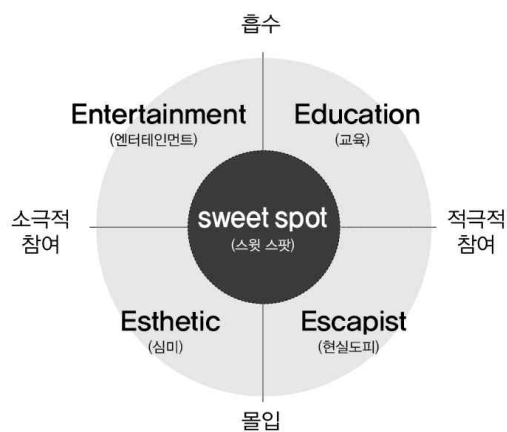 흡수
Entertainment
(엔터테인먼트)
Education
(교육)
소극적
참여
sweet spot
(스윗 스팟)
적극적
참여
Esthetic
(심미)
Escapist
(현실도피)
몰입